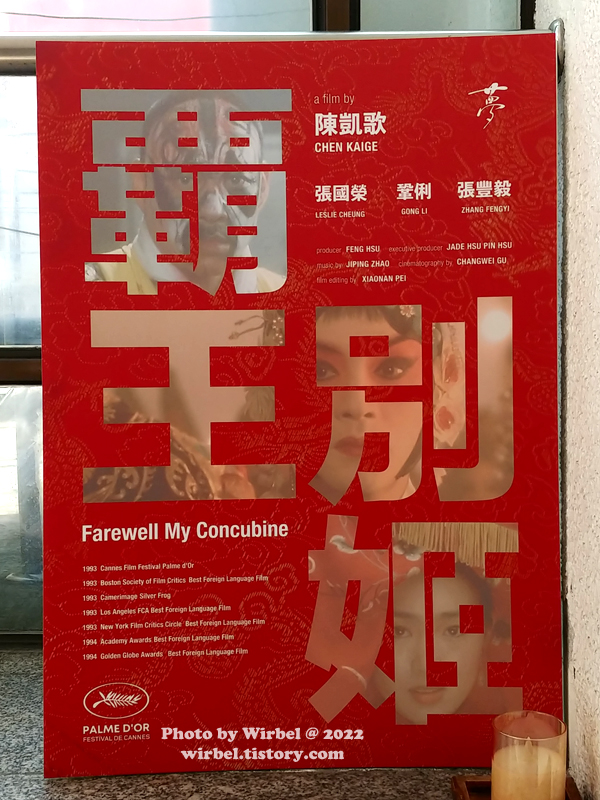 a film by
夢
陳凱歌
CHEN KAIGE
張國榮 鞏俐 張豐毅
LESLIE CHEUNG GONG LI ZHANG FENGYI
producer FENG HSU executive producer JADE HSU PIN HSU
music by JIPING ZHAO cinematography by CHANGWEI GU
film editing by XIAONAN PEI
霸
王別
姬
Farewell My Concubine
1993 Cannes Film Festival Palme d'Or
1993 Boston Society of Film Critics Best Foreign Language Film
1993 Camerimage Silver Frog
1993 Los Angeles FCA Best Foreign Language Film
1993 New York Film Critics Circle Best Foreign Language Film
1994 Academy Awards Best Foreign Language Film
1994 Golden Globe Awards Best Foreign Language Film
PALME D'OR
FESTIVAL DE CANNES
Photo by Wirbel @ 2022
wirbel.tistory.com